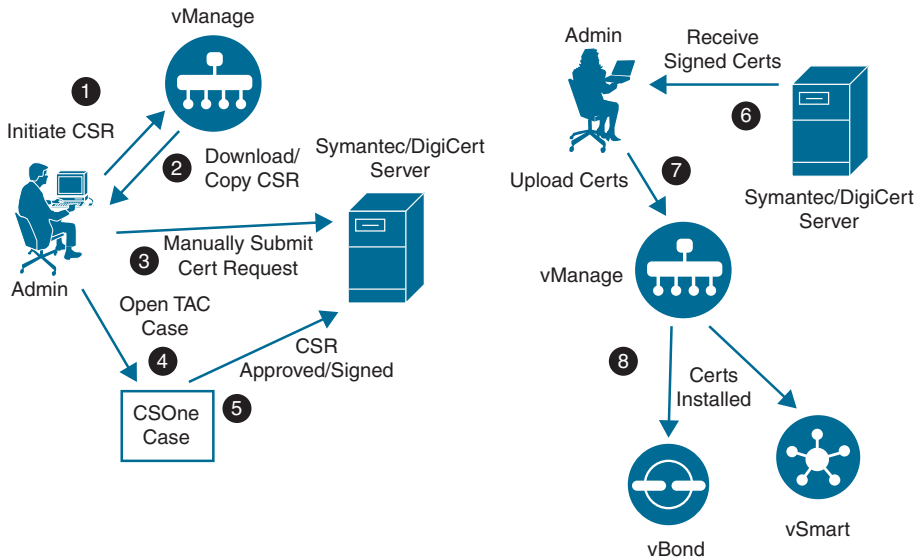 vManage
1
Initiate CSR
2
Download/
Copy CSR
Symantec/DigiCert
Server
3
Manually Submit
Cert Request
Admin
Open TAC
Case
4
CSR
Approved/Signed
5
CSOne
Case
Admin
Receive
Signed Certs
6
Symantec/DigiCert
Server
7
Upload Certs
vManage
8
Certs
Installed
vBond
vSmart